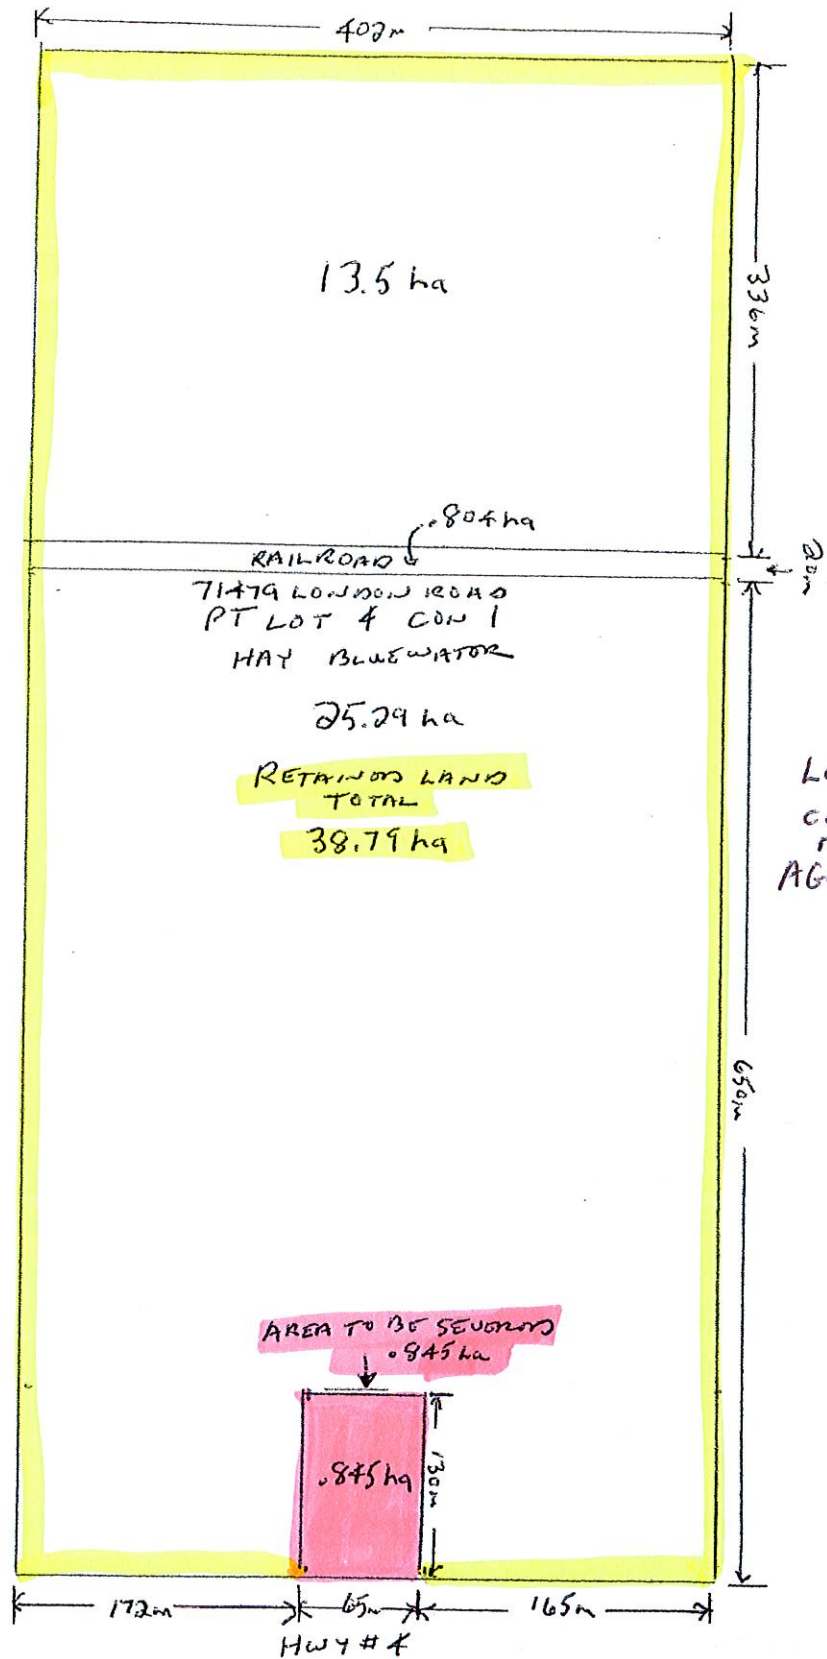 402m
13.5 ha
336m
.804 ha
RAILROAD
20m
71479 LONDON ROAD
PT LOT 4 CON 1
HAY BLUEWATER
25.29 ha
RETAINED LAND
TOTAL
38.79 ha
650m
AREA TO BE SEVERED
.845 ha
.845 ha
130m
172m
65m
165m
HWY #4